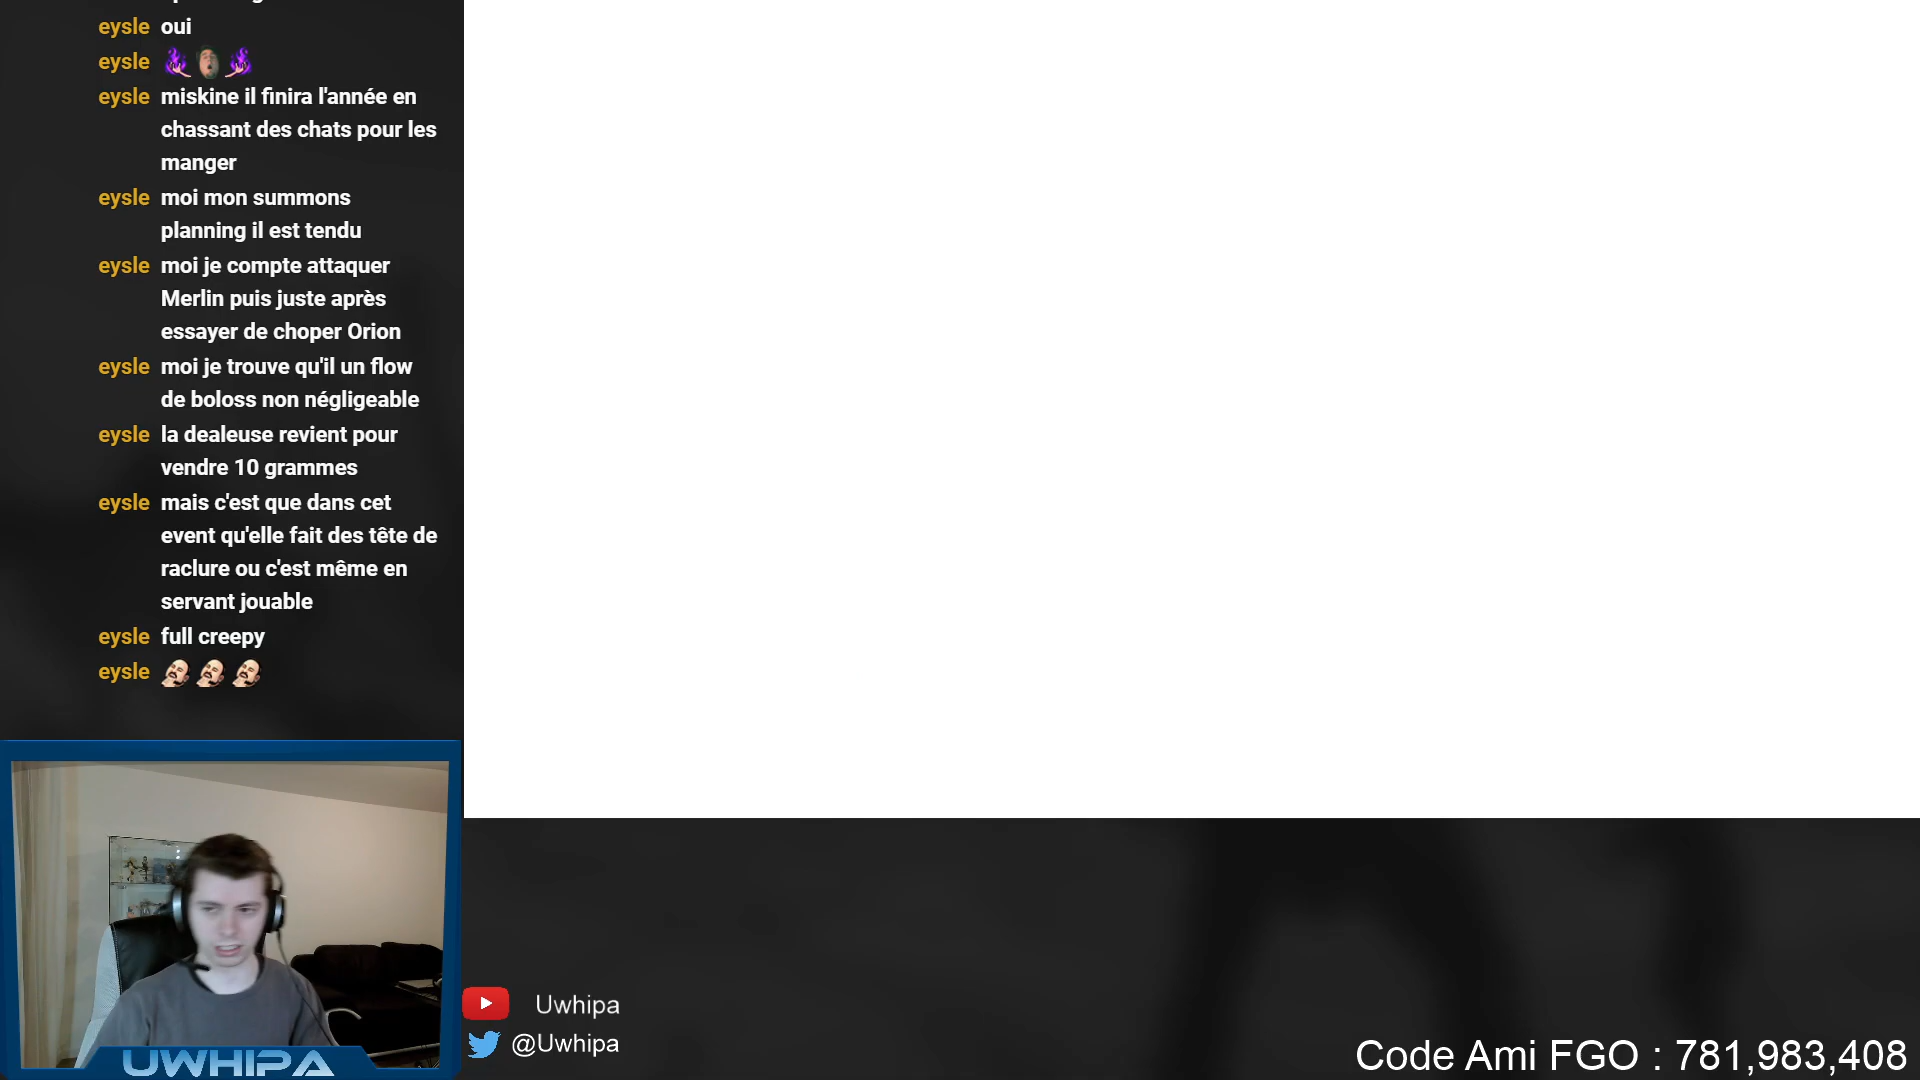 eysle oui
eysle
eysle miskine il finira l'année en
chassant des chats pour les
manger
eysle moi mon summons
planning il est tendu
eysle moi je compte attaquer
Merlin puis juste après
essayer de choper Orion
eysle moi je trouve qu'il un flow
de boloss non négligeable
eysle la dealeuse revient pour
vendre 10 grammes
eysle mais c'est que dans cet
event qu'elle fait des tête de
raclure ou c'est même en
servant jouable
eysle full creepy
eysle
UWHIPA
Uwhipa
@Uwhipa
Code Ami FGO : 781,983,408